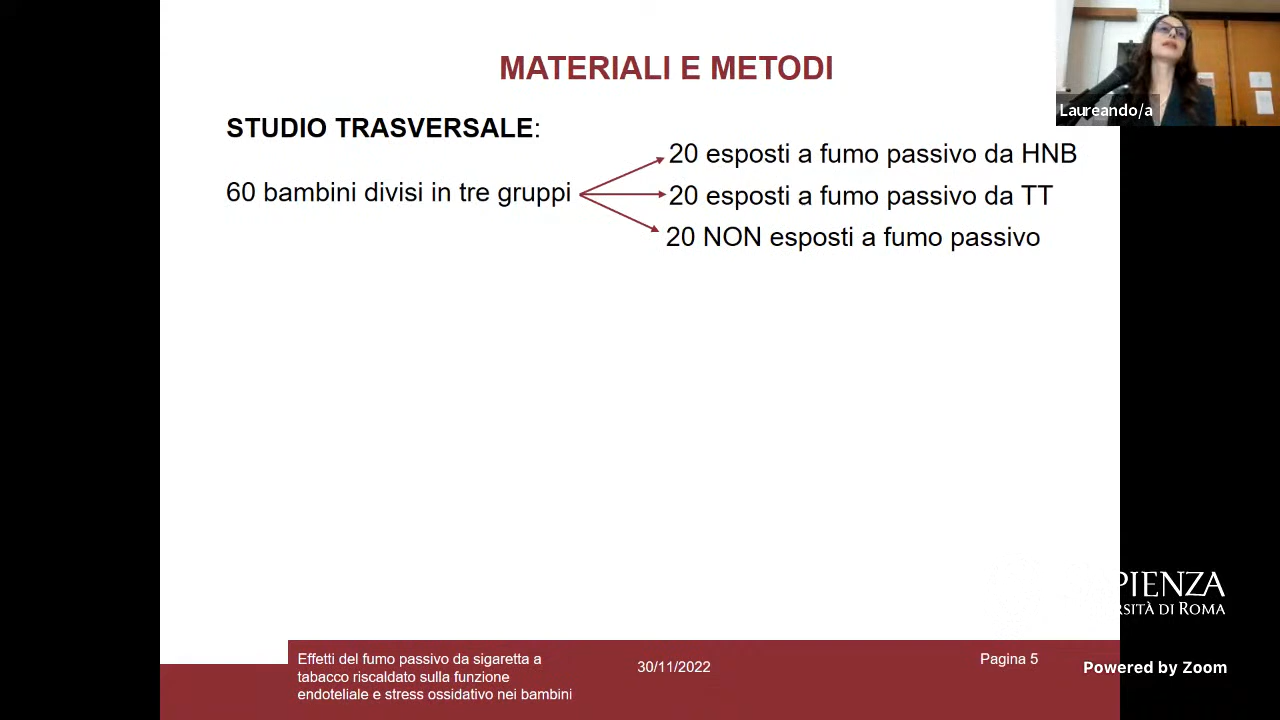 MATERIALI E METODI
Laureando/a
STUDIO TRASVERSALE:
60 bambini divisi in tre gruppi
20 esposti a fumo passivo da HNB
20 esposti a fumo passivo da TT
20 NON esposti a fumo passivo
PIENZA
RSITÀ DI ROMA
Effetti del fumo passivo da sigaretta a
tabacco riscaldato sulla funzione
endoteliale e stress ossidativo nei bambini
30/11/2022
Pagina 5
Powered by Zoom